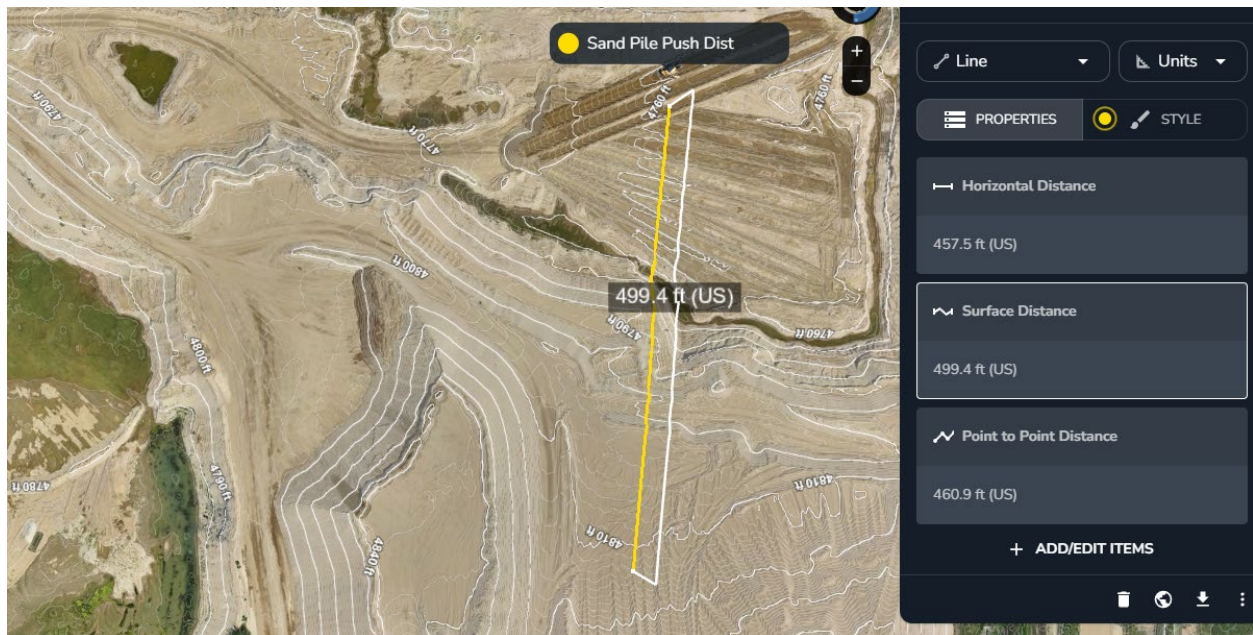 Sand Pile Push Dist
+
−
Line
Units
PROPERTIES
STYLE
Horizontal Distance
457.5 ft (US)
Surface Distance
499.4 ft (US)
Point to Point Distance
460.9 ft (US)
+ ADD/EDIT ITEMS
4790 ft
4770 ft
4760 ft
4760 ft
4800 ft
499.4 ft (US)
4790 ft
4760 ft
4800 ft
4790 ft
4780 ft
4810 ft
4810 ft
4840 ft